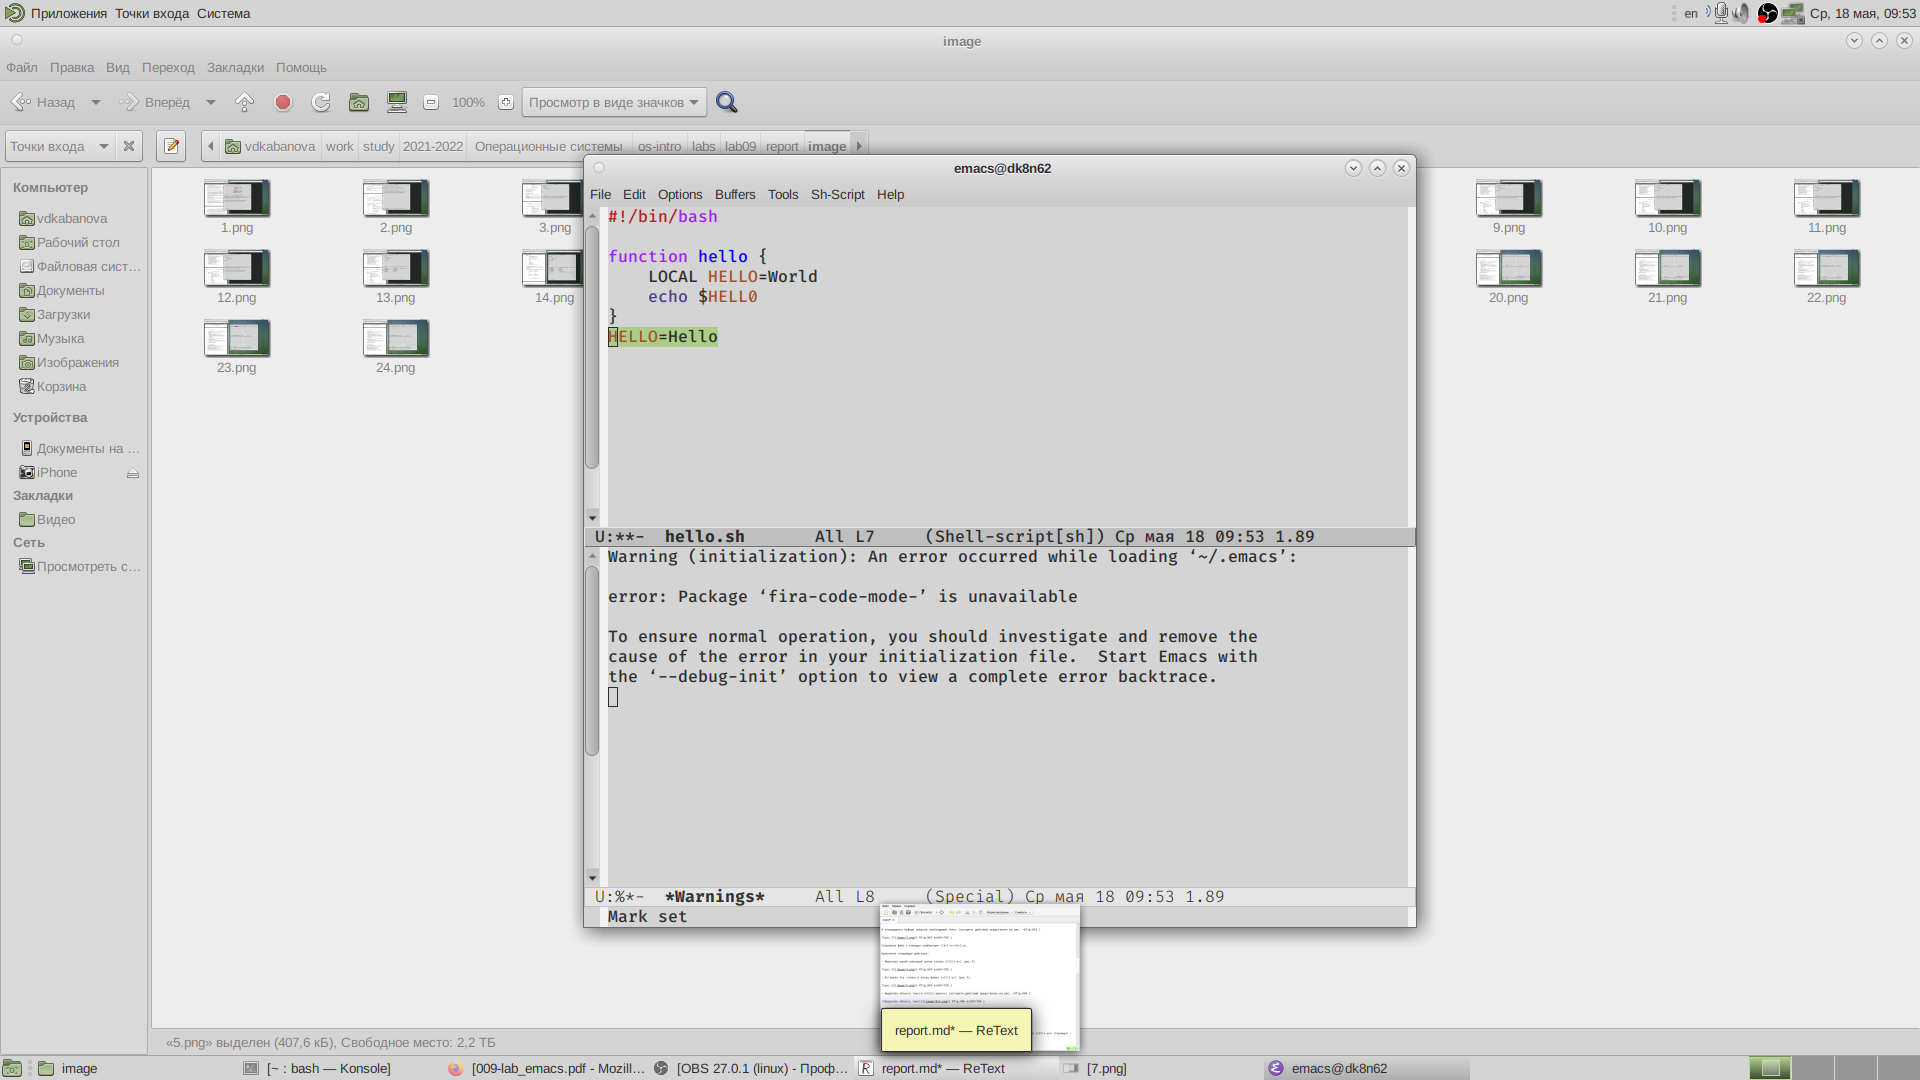 Приложения Точки входа Система
en
Ср, 18 мая, 09:53
image
Файл Правка Вид Переход Закладки Помощь
Назад Вперёд 100% Просмотр в виде значков
Точки входа
vdkabanova work study 2021-2022 Операционные системы os-intro labs lab09 report image
Компьютер
vdkabanova
Рабочий стол
Файловая сист…
Документы
Загрузки
Музыка
Изображения
Корзина
Устройства
Документы на …
iPhone
Закладки
Видео
Сеть
Просмотреть с…
1.png 2.png 3.png 9.png 10.png 11.png
12.png 13.png 14.png 20.png 21.png 22.png
23.png 24.png
emacs@dk8n62
File Edit Options Buffers Tools Sh-Script Help
#!/bin/bash
function hello {
LOCAL HELLO=World
echo $HELLO
}
HELLO=Hello
U:**-  hello.sh       All L7     (Shell-script[sh]) Ср мая 18 09:53 1.89
Warning (initialization): An error occurred while loading ‘~/.emacs’:
error: Package ‘fira-code-mode-’ is unavailable
To ensure normal operation, you should investigate and remove the
cause of the error in your initialization file.  Start Emacs with
the ‘--debug-init’ option to view a complete error backtrace.
U:%*-  *Warnings*     All L8     (Special) Ср мая 18 09:53 1.89
Mark set
report.md* — ReText
«5.png» выделен (407,6 кБ), Свободное место: 2,2 ТБ
image
[~ : bash — Konsole]
[009-lab_emacs.pdf - Mozill…
[OBS 27.0.1 (linux) - Проф…
report.md* — ReText
[7.png]
emacs@dk8n62